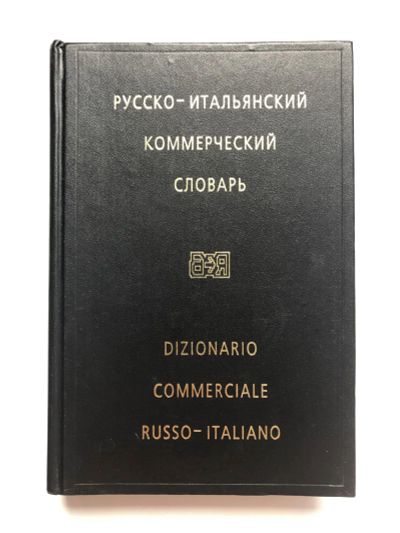 РУССКО-ИТАЛЬЯНСКИЙ
КОММЕРЧЕСКИЙ
СЛОВАРЬ
DIZIONARIO
COMMERCIALE
RUSSO-ITALIANO